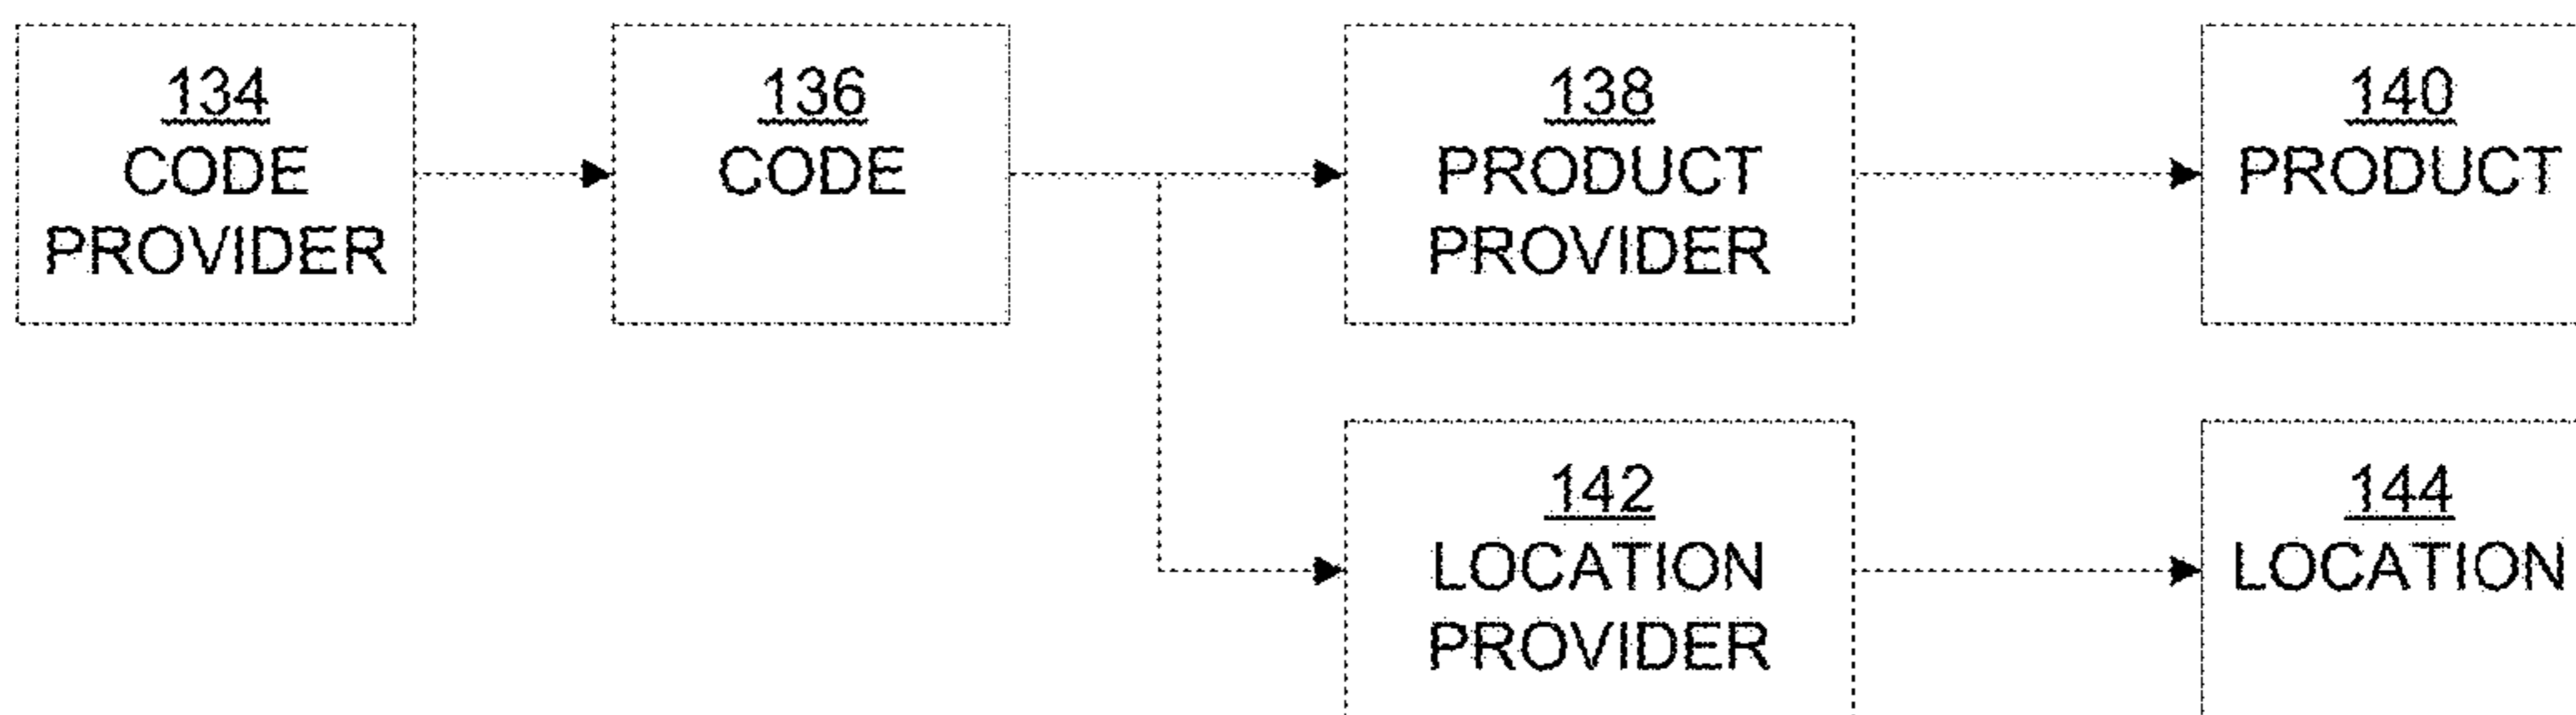 134
CODE
PROVIDER
136
CODE
138
PRODUCT
PROVIDER
140
PRODUCT
142
LOCATION
PROVIDER
144
LOCATION